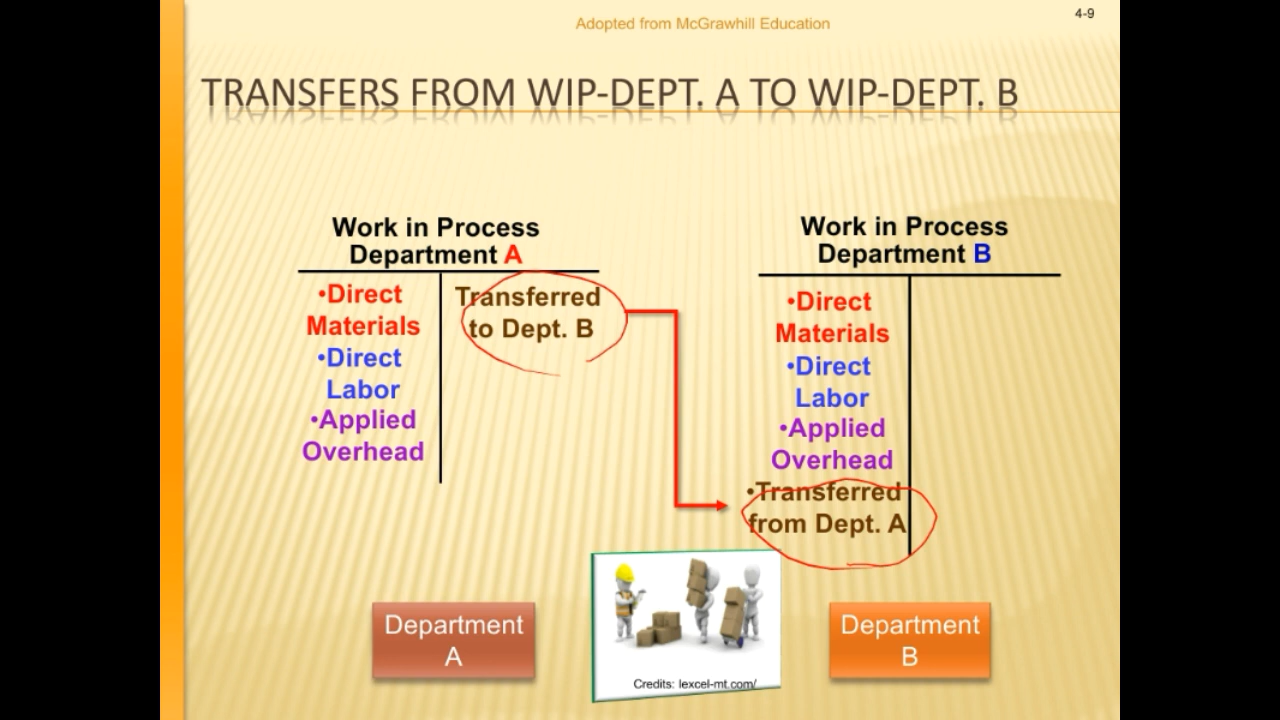 Adopted from McGrawhill Education
4-9
TRANSFERS FROM WIP-DEPT. A TO WIP-DEPT. B
Work in Process
Department A
•Direct
Materials
•Direct
Labor
•Applied
Overhead
Transferred
to Dept. B
Work in Process
Department B
•Direct
Materials
•Direct
Labor
•Applied
Overhead
•Transferred
from Dept. A
Department
A
Credits: lexcel-mt.com/
Department
B